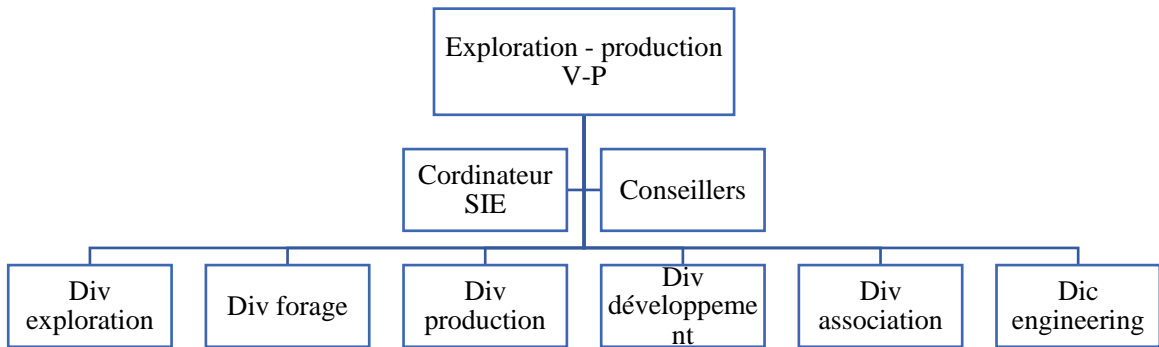 Exploration - production
V-P
Cordinateur
SIE
Conseillers
Div
exploration
Div forage
Div
production
Div
développeme
nt
Div
association
Dic
engineering